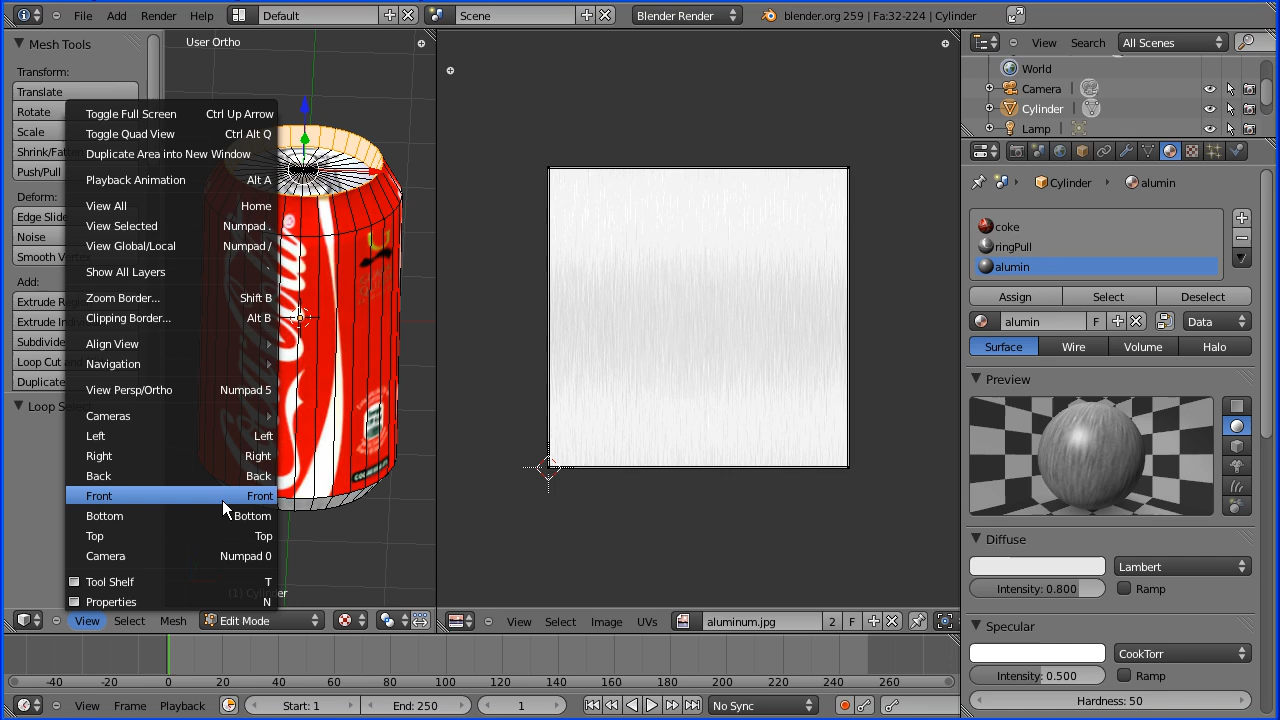 File Add Render Help Default Scene Blender Render blender.org 259 | Fa:32-224 | Cylinder
Mesh Tools
Transform:
Translate
Rotate
Scale
Shrink/Fatten
Push/Pull
Deform:
Edge Slide
Noise
Smooth Vertex
Add:
Extrude
Extrude
Subdivide
Loop Cut
Duplicate
Loop
User Ortho
Toggle Full Screen Ctrl Up Arrow
Toggle Quad View Ctrl Alt Q
Duplicate Area into New Window
Playback Animation Alt A
View All Home
View Selected Numpad .
View Global/Local Numpad /
Show All Layers `
Zoom Border... Shift B
Clipping Border... Alt B
Align View
Navigation
View Persp/Ortho Numpad 5
Cameras
Left Left
Right Right
Back Back
Front Front
Bottom Bottom
Top Top
Camera Numpad 0
Tool Shelf T
Properties N
Coca-Cola
(1) Cylinder
View Select Mesh Edit Mode
View Select Image UVs aluminum.jpg 2 F
-40 -20 0 20 40 60 80 100 120 140 160 180 200 220 240 260
View Frame Playback Start: 1 End: 250 1 No Sync
View Search All Scenes
World
Camera
Cylinder
Lamp
Cylinder alumin
coke
ringPull
alumin
Assign Select Deselect
alumin F Data
Surface Wire Volume Halo
Preview
Diffuse
Lambert
Intensity: 0.800 Ramp
Specular
CookTorr
Intensity: 0.500 Ramp
Hardness: 50